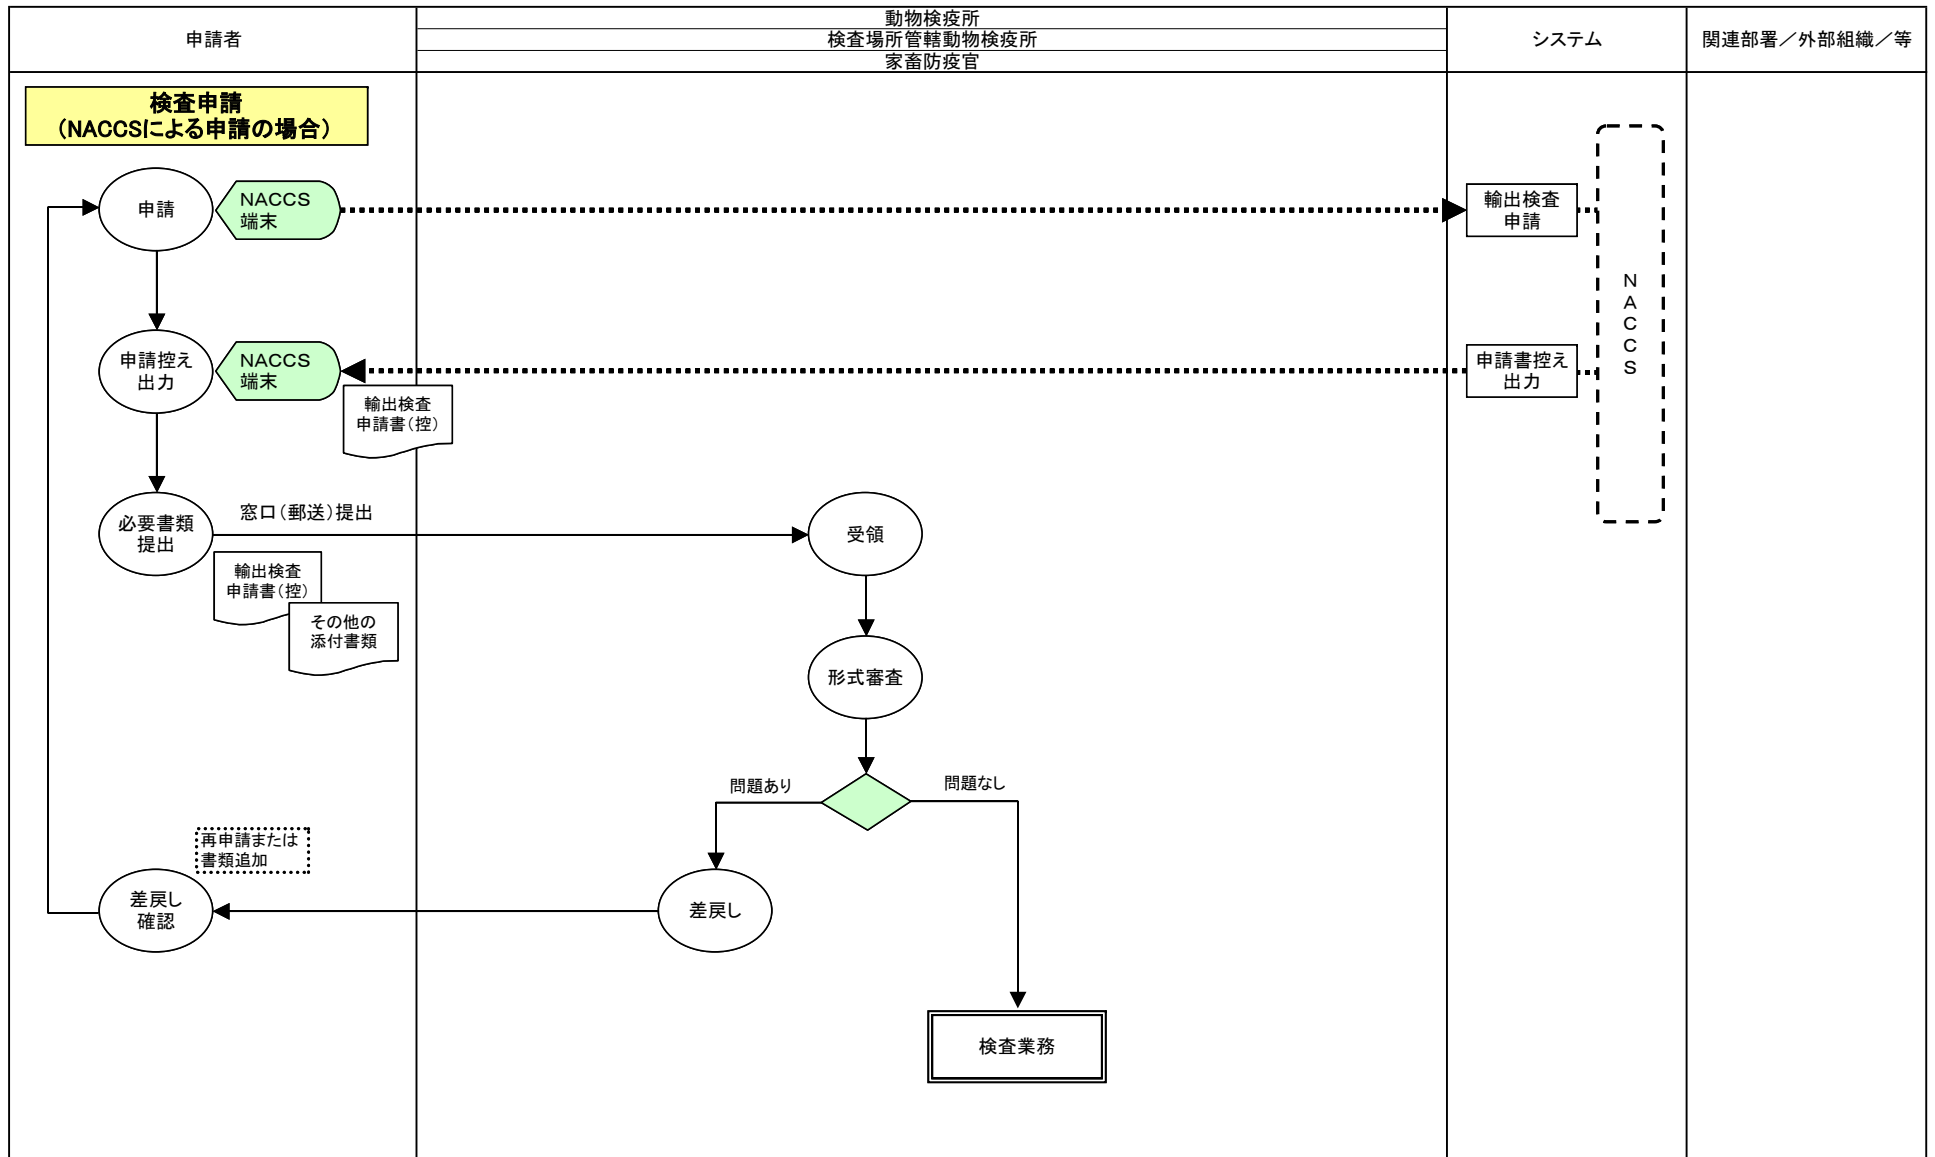 申請者
動物検疫所
検査場所管轄動物検疫所
家畜防疫官
システム
関連部署／外部組織／等
検査申請
（NACCSによる申請の場合）
申請
NACCS
端末
輸出検査
申請
N
A
C
C
S
申請控え
出力
NACCS
端末
申請書控え
出力
輸出検査
申請書（控）
必要書類
提出
窓口（郵送）提出
受領
輸出検査
申請書（控）
その他の
添付書類
形式審査
問題あり
問題なし
再申請または
書類追加
差戻し
確認
差戻し
検査業務